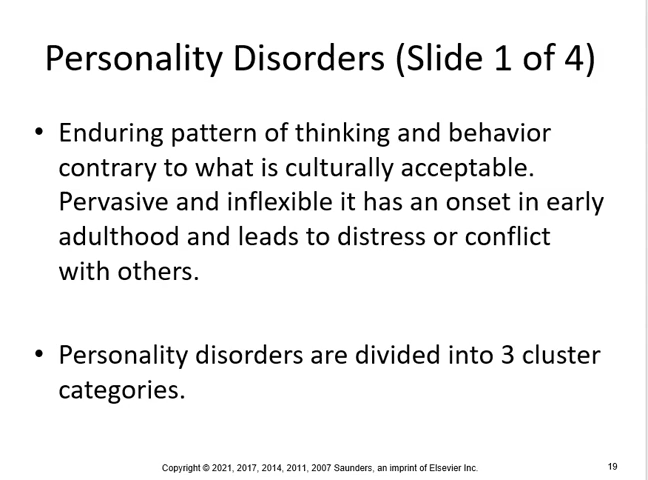 Personality Disorders (Slide 1 of 4)
• Enduring pattern of thinking and behavior
contrary to what is culturally acceptable.
Pervasive and inflexible it has an onset in early
adulthood and leads to distress or conflict
with others.
• Personality disorders are divided into 3 cluster
categories.
Copyright © 2021, 2017, 2014, 2011, 2007 Saunders, an imprint of Elsevier Inc.
19